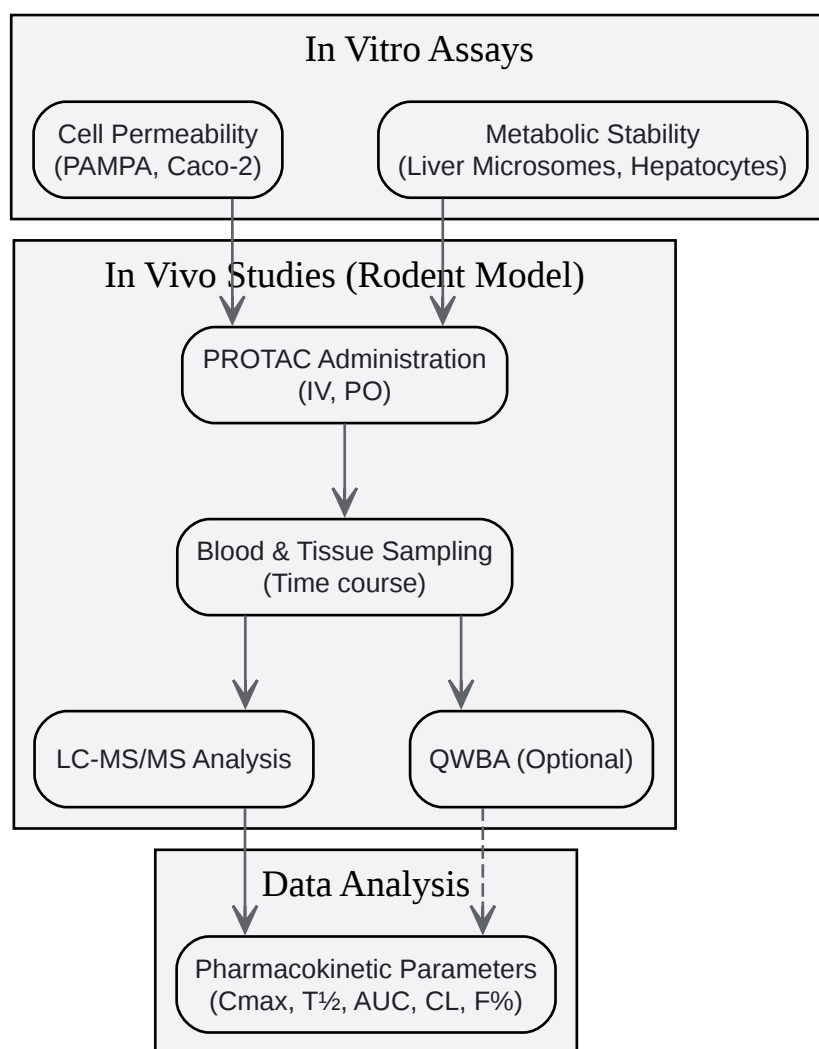 In Vitro Assays
Cell Permeability
(PAMPA, Caco-2)
Metabolic Stability
(Liver Microsomes, Hepatocytes)
In Vivo Studies (Rodent Model)
PROTAC Administration
(IV, PO)
Blood & Tissue Sampling
(Time course)
LC-MS/MS Analysis
QWBA (Optional)
Data Analysis
Pharmacokinetic Parameters
(Cmax, T½, AUC, CL, F%)